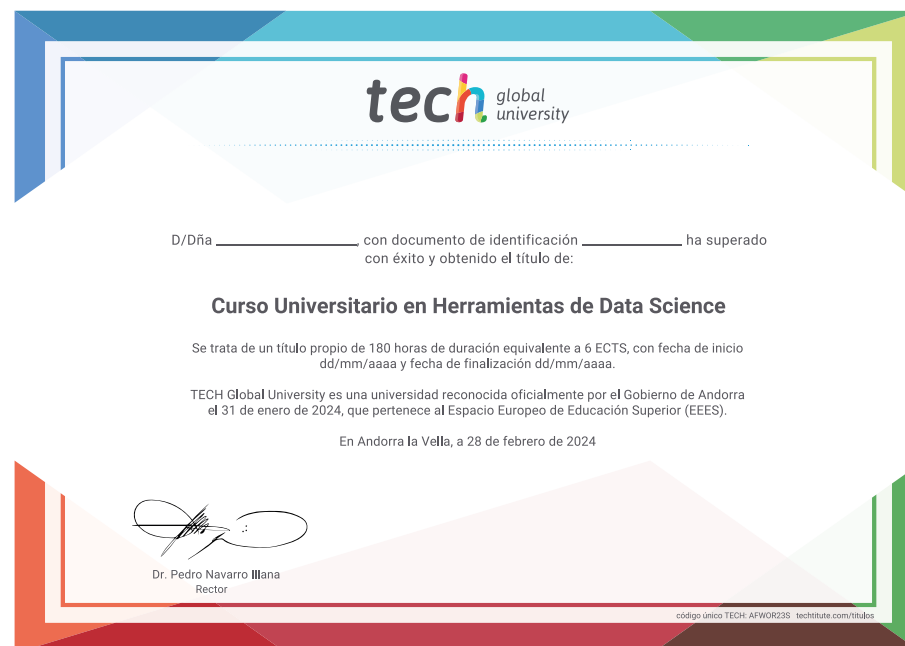 tech global university
D/Dña ____________________, con documento de identificación ______________ ha superado
con éxito y obtenido el título de:
Curso Universitario en Herramientas de Data Science
Se trata de un título propio de 180 horas de duración equivalente a 6 ECTS, con fecha de inicio
dd/mm/aaaa y fecha de finalización dd/mm/aaaa.
TECH Global University es una universidad reconocida oficialmente por el Gobierno de Andorra
el 31 de enero de 2024, que pertenece al Espacio Europeo de Educación Superior (EEES).
En Andorra la Vella, a 28 de febrero de 2024
Dr. Pedro Navarro Illana
Rector
código único TECH: AFWOR23S techtitute.com/titulos